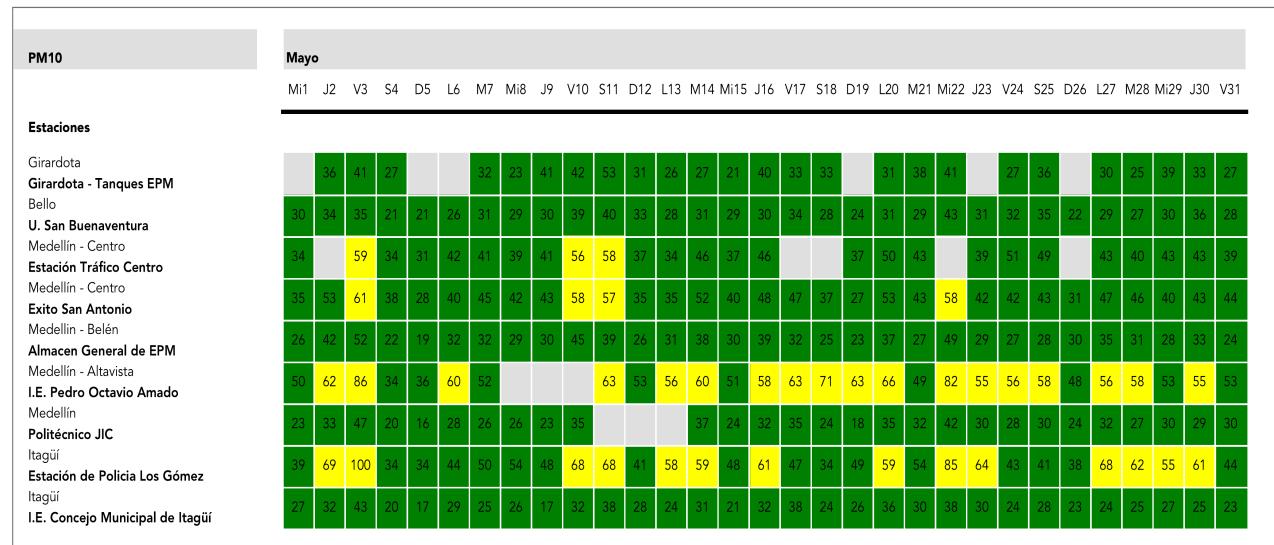 PM10 Mayo
Mi1 J2 V3 S4 D5 L6 M7 Mi8 J9 V10 S11 D12 L13 M14 Mi15 J16 V17 S18 D19 L20 M21 Mi22 J23 V24 S25 D26 L27 M28 Mi29 J30 V31
Estaciones
Girardota
36 41 27 32 23 41 42 53 31 26 27 21 40 33 33 31 38 41 27 36 30 25 39 33 27
Girardota - Tanques EPM
Bello
30 34 35 21 21 26 31 29 30 39 40 33 28 31 29 30 34 28 24 31 29 43 31 32 35 22 29 27 30 36 28
U. San Buenaventura
Medellín - Centro
34 59 34 31 42 41 39 41 56 58 37 34 46 37 46 37 50 43 39 51 49 43 40 43 43 39
Estación Tráfico Centro
Medellín - Centro
35 53 61 38 28 40 45 42 43 58 57 35 35 52 40 48 47 37 27 53 43 58 42 42 43 31 47 46 40 43 44
Exito San Antonio
Medellin - Belén
26 42 52 22 19 32 32 29 30 45 39 26 31 38 30 39 32 25 23 37 27 49 29 27 28 30 35 31 28 33 24
Almacen General de EPM
Medellín - Altavista
50 62 86 34 36 60 52 63 53 56 60 51 58 63 71 63 66 49 82 55 56 58 48 56 58 53 55 53
I.E. Pedro Octavio Amado
Medellín
23 33 47 20 16 28 26 26 23 35 37 24 32 35 24 18 35 32 42 30 28 30 24 32 27 30 29 30
Politécnico JIC
Itagüí
39 69 100 34 34 44 50 54 48 68 68 41 58 59 48 61 47 34 49 59 54 85 64 43 41 38 68 62 55 61 44
Estación de Policia Los Gómez
Itagüí
27 32 43 20 17 29 25 26 17 32 38 28 24 31 21 32 38 24 26 36 30 38 30 24 28 23 24 25 27 25 23
I.E. Concejo Municipal de Itagüí